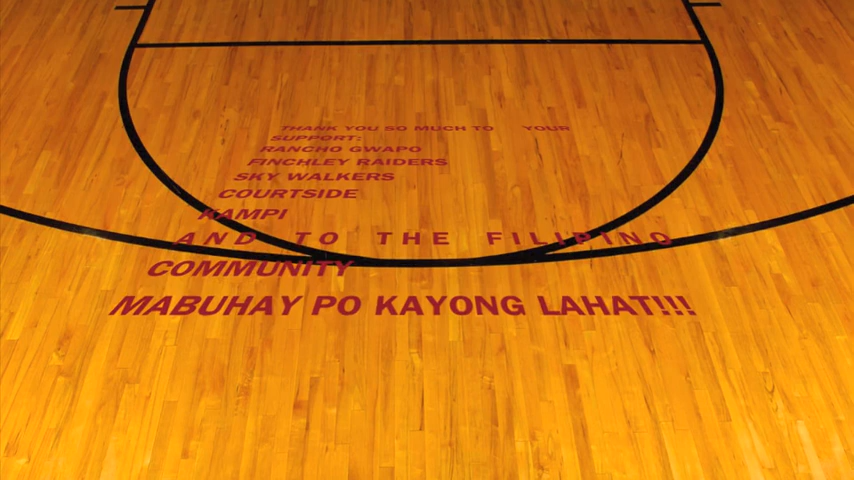 THANK YOU SO MUCH TO YOUR
SUPPORT:
RANCHO GWAPO
FINCHLEY RAIDERS
SKY WALKERS
COURTSIDE
KAMPI
AND TO THE FILIPINO
COMMUNITY
MABUHAY PO KAYONG LAHAT!!!